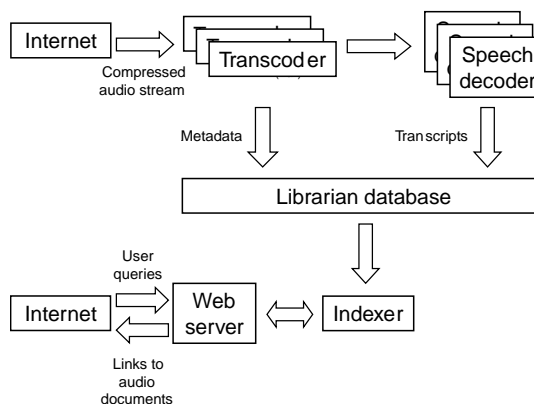 Internet
Compressed
audio stream
Transcoder
Speech
decoder
Metadata
Transcripts
Librarian database
User
queries
Internet
Web
server
Indexer
Links to
audio
documents